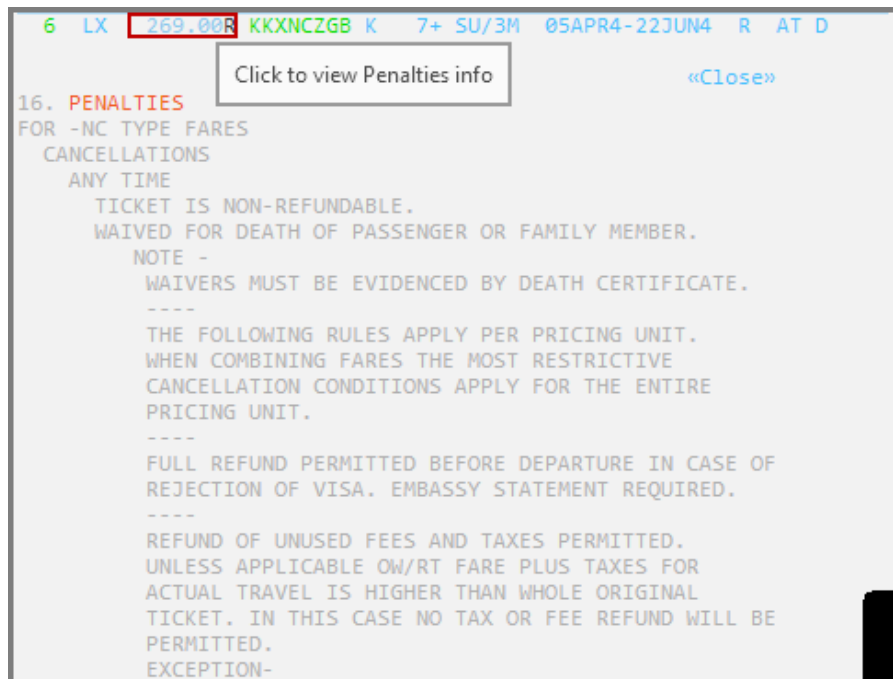 6 LX 269.00R KKXNCZGB K 7+ SU/3M 05APR4-22JUN4 R AT D
Click to view Penalties info
«Close»
16. PENALTIES
FOR -NC TYPE FARES
CANCELLATIONS
ANY TIME
TICKET IS NON-REFUNDABLE.
WAIVED FOR DEATH OF PASSENGER OR FAMILY MEMBER.
NOTE -
WAIVERS MUST BE EVIDENCED BY DEATH CERTIFICATE.
----
THE FOLLOWING RULES APPLY PER PRICING UNIT.
WHEN COMBINING FARES THE MOST RESTRICTIVE
CANCELLATION CONDITIONS APPLY FOR THE ENTIRE
PRICING UNIT.
----
FULL REFUND PERMITTED BEFORE DEPARTURE IN CASE OF
REJECTION OF VISA. EMBASSY STATEMENT REQUIRED.
----
REFUND OF UNUSED FEES AND TAXES PERMITTED.
UNLESS APPLICABLE OW/RT FARE PLUS TAXES FOR
ACTUAL TRAVEL IS HIGHER THAN WHOLE ORIGINAL
TICKET. IN THIS CASE NO TAX OR FEE REFUND WILL BE
PERMITTED.
EXCEPTION-